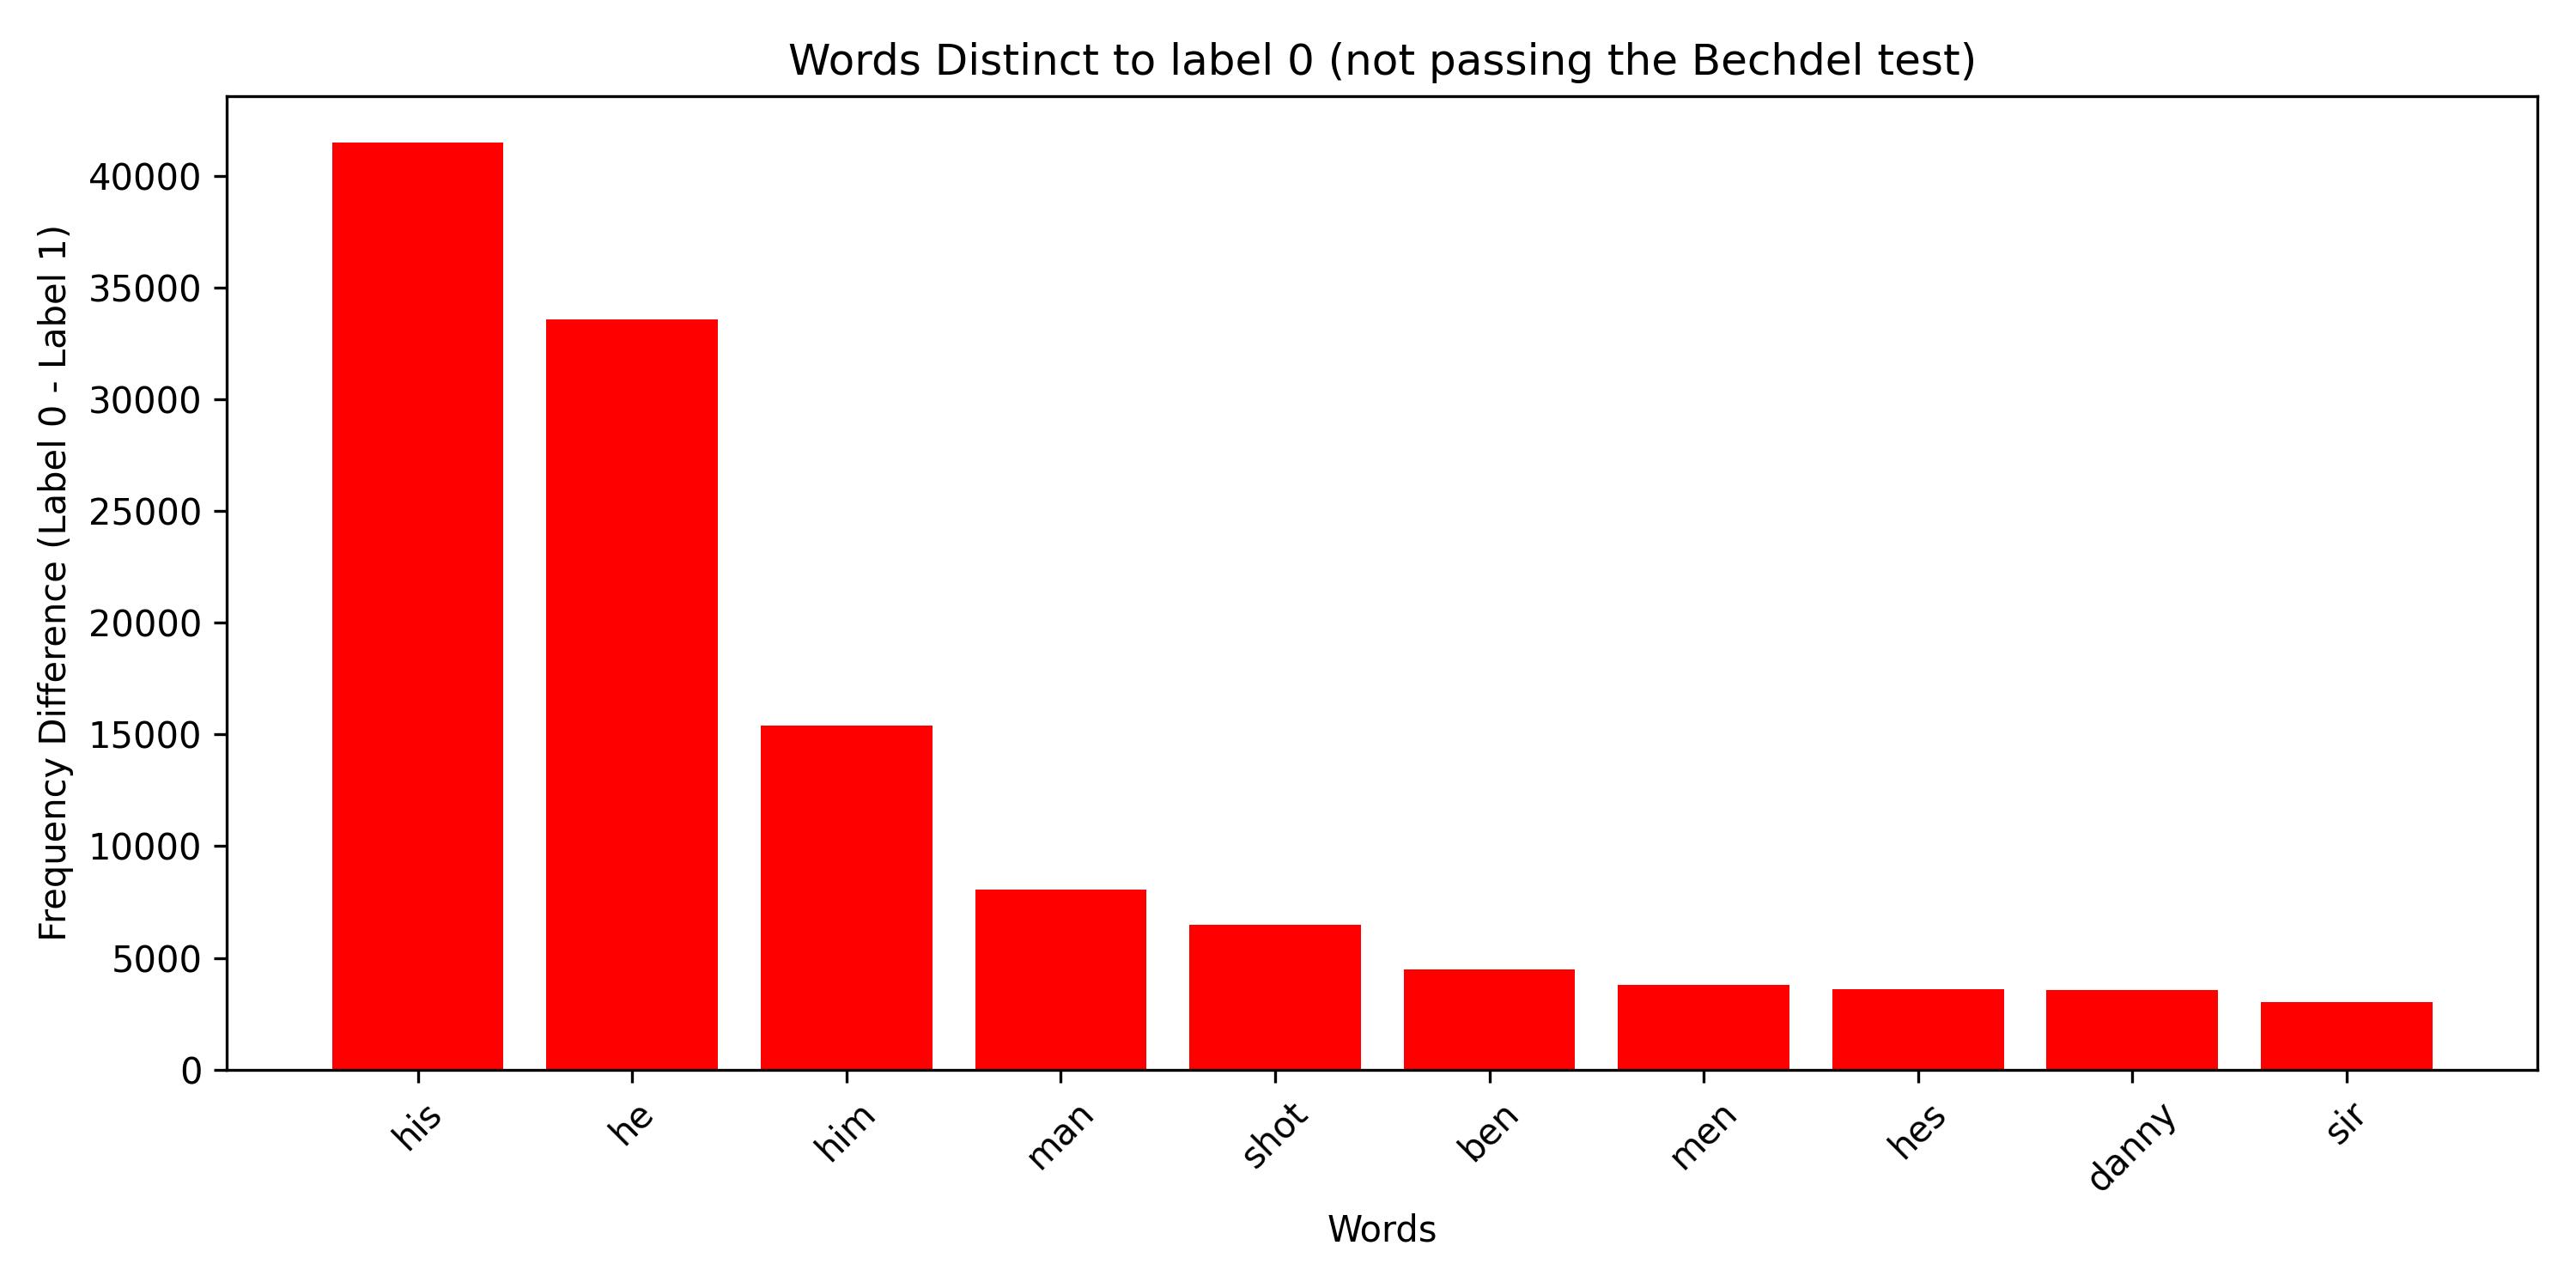 Words Distinct to label 0 (not passing the Bechdel test)
Frequency Difference (Label 0 - Label 1)
40000
35000
30000
25000
20000
15000
10000
5000
0
his
he
him
man
shot
ben
men
hes
danny
sir
Words